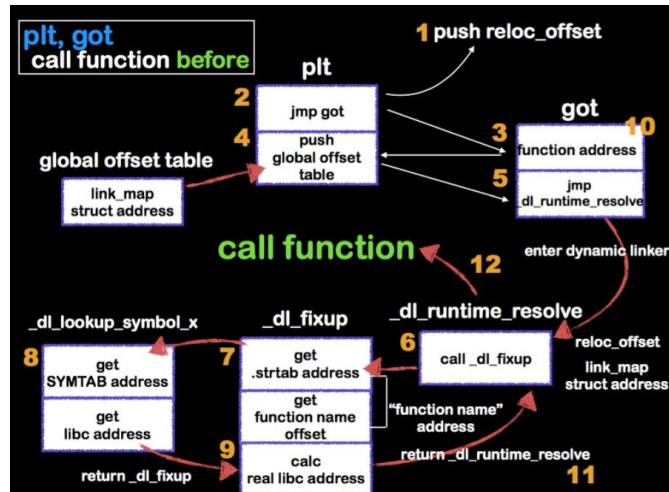 plt, got
call function before
1 push reloc_offset
plt
2
jmp got
4
push
global offset
table
got
3
10
function address
5
jmp
_dl_runtime_resolve
global offset table
link_map
struct address
call function
12
enter dynamic linker
_dl_runtime_resolve
6
call _dl_fixup
reloc_offset
link_map
struct address
_dl_lookup_symbol_x
8
get
SYMTAB address
get
libc address
_dl_fixup
7
get
.strtab address
get
function name
offset
"function name"
address
9
calc
real libc address
return _dl_fixup
return _dl_runtime_resolve
11